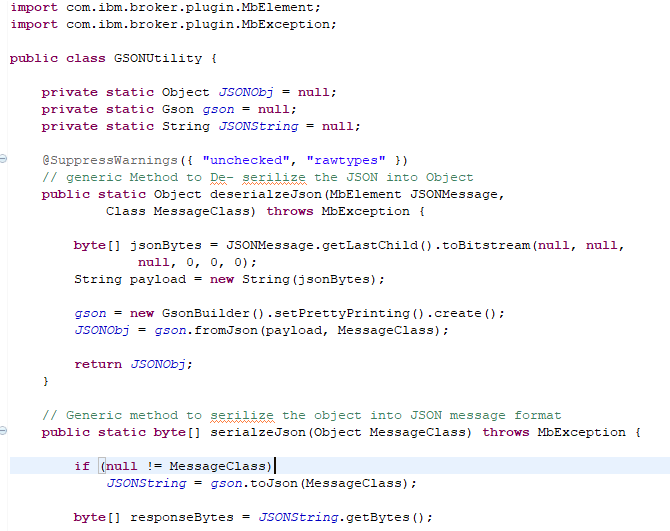 import com.ibm.broker.plugin.MbElement;
import com.ibm.broker.plugin.MbException;
public class GSONUtility {
private static Object JSONObj = null;
private static Gson gson = null;
private static String JSONString = null;
@SuppressWarnings({ "unchecked", "rawtypes" })
// generic Method to De- serilize the JSON into Object
public static Object deserialzeJson(MbElement JSONMessage,
Class MessageClass) throws MbException {
byte[] jsonBytes = JSONMessage.getLastChild().toBitstream(null, null,
null, 0, 0, 0);
String payload = new String(jsonBytes);
gson = new GsonBuilder().setPrettyPrinting().create();
JSONObj = gson.fromJson(payload, MessageClass);
return JSONObj;
}
// Generic method to serilize the object into JSON message format
public static byte[] serialzeJson(Object MessageClass) throws MbException {
if (null != MessageClass)
JSONString = gson.toJson(MessageClass);
byte[] responseBytes = JSONString.getBytes();